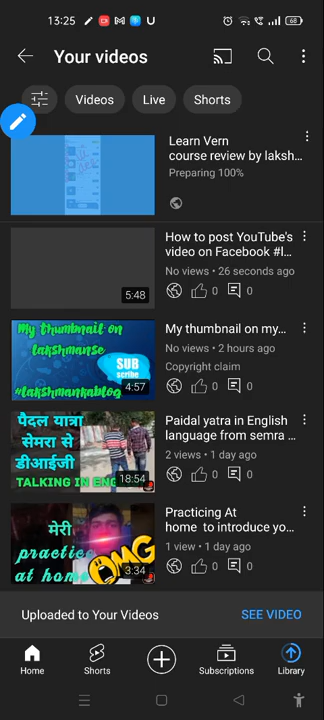 13:25
68
Your videos
Videos
Live
Shorts
Learn Vern
course review by laksh...
Preparing 100%
How to post YouTube's
video on Facebook #l...
No views • 26 seconds ago
5:48
0
0
My thumbnail on
lakshmanse
SUB
scribe
#lakshmankablog
4:57
My thumbnail on my...
No views • 2 hours ago
Copyright claim
0
0
पैदल यात्रा
सेमरा से
डीआईजी
TALKING IN ENG
18:54
Paidal yatra in English
language from semra ...
2 views • 1 day ago
0
0
मेरी
practice
at home
OMG
3:34
Practicing At
home to introduce yo...
1 view • 1 day ago
0
0
Uploaded to Your Videos
SEE VIDEO
Home
Shorts
Subscriptions
Library